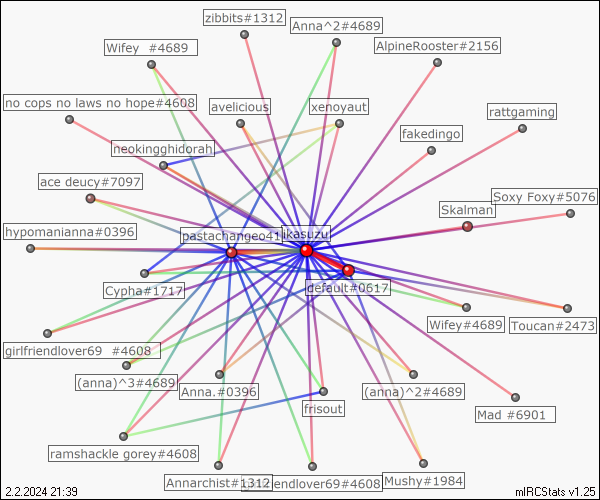 zibbits#1312
Anna^2#4689
Wifey #4689
AlpineRooster#2156
no cops no laws no hope#4608
avelicious
xenoyaut
rattgaming
fakedingo
neokingghidorah
ace deucy#7097
Soxy Foxy#5076
Skalman
hypomanianna#0396
pastachangeo41
ikasuzu
Cypha#1717
default#0617
Wifey#4689
Toucan#2473
girlfriendlover69 #4608
(anna)^3#4689
Anna.#0396
(anna)^2#4689
frisout
Mad #6901
ramshackle gorey#4608
Annarchist#1312
endlover69#4689
Mushy#1984
2.2.2024 21:39
mIRCStats v1.25